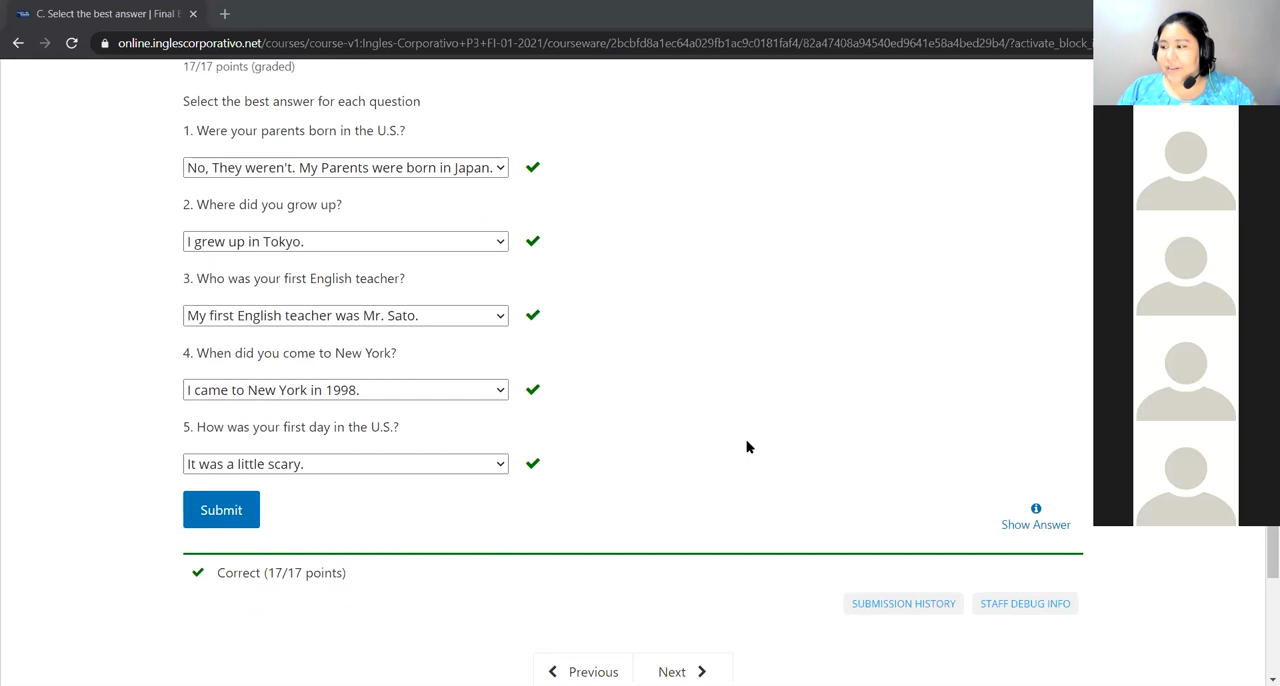 C. Select the best answer | Final E
online.inglescorporativo.net/courses/course-v1:Ingles-Corporativo+P3+FI-01-2021/courseware/2bcbfd8a1ec64a029fb1ac9c0181faf4/82a47408a94540ed9641e58a4bed29b4/?activate_block_i
17/17 points (graded)
Select the best answer for each question
1. Were your parents born in the U.S.?
No, They weren't. My Parents were born in Japan.
2. Where did you grow up?
I grew up in Tokyo.
3. Who was your first English teacher?
My first English teacher was Mr. Sato.
4. When did you come to New York?
I came to New York in 1998.
5. How was your first day in the U.S.?
It was a little scary.
Submit
Show Answer
Correct (17/17 points)
SUBMISSION HISTORY STAFF DEBUG INFO
Previous Next